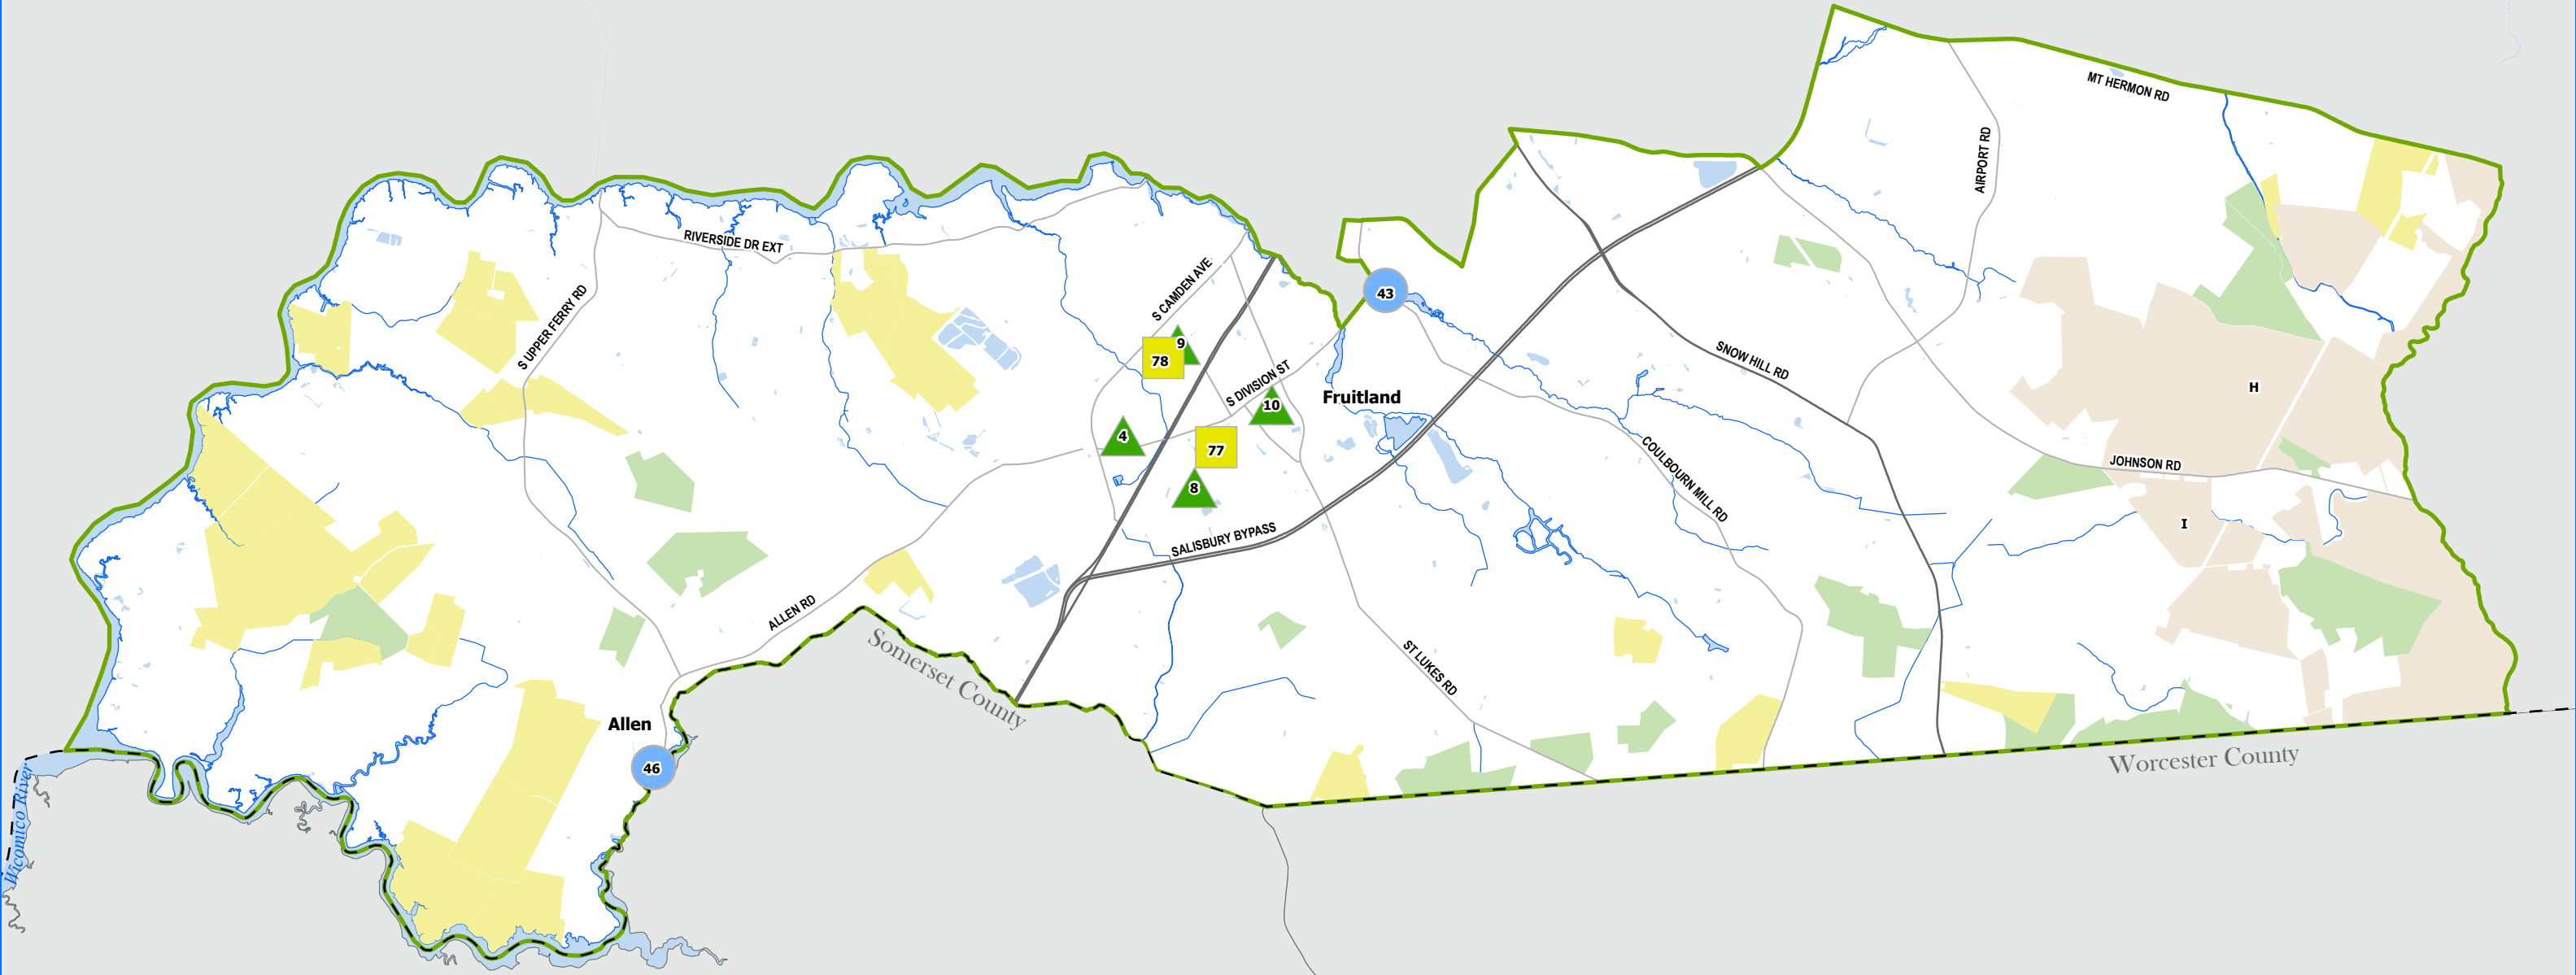 MT HERMON RD
AIRPORT RD
RIVERSIDE DR EXT
S CAMDEN AVE
S UPPER FERRY RD
43
9
78
SNOW HILL RD
S DIVISION ST
H
Fruitland
10
4
77
COULBOURN MILL RD
JOHNSON RD
8
I
SALISBURY BYPASS
ALLEN RD
Somerset County
ST LUKES RD
Allen
46
Worcester County
Wicomico River